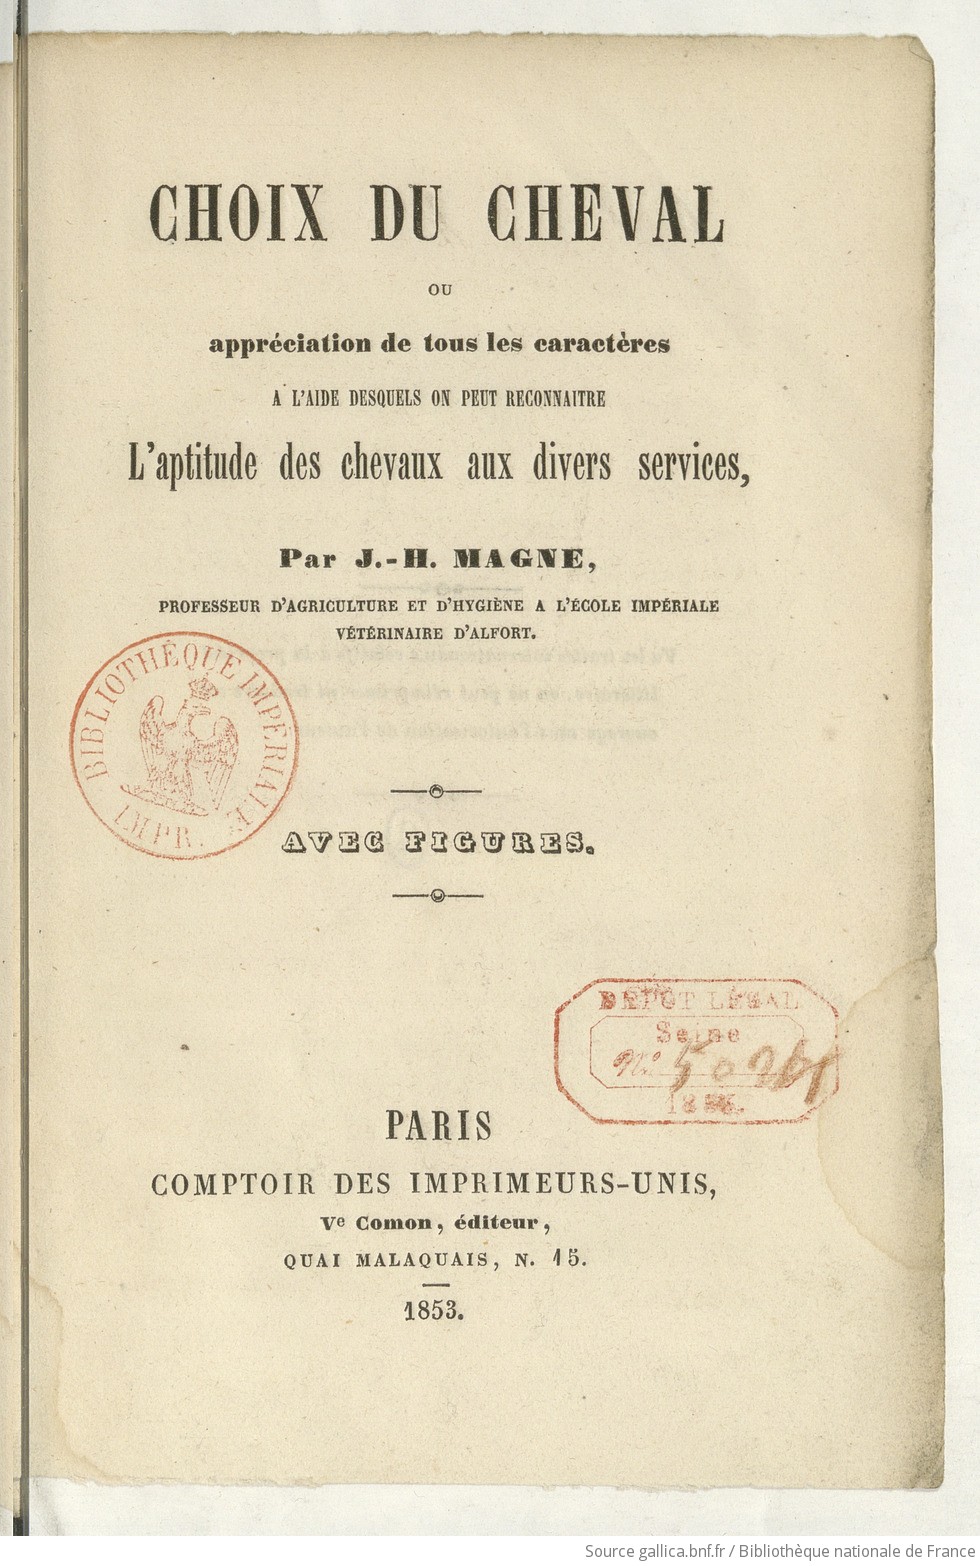 CHOIX DU CHEVAL
OU
appréciation de tous les caractères
A L'AIDE DESQUELS ON PEUT RECONNAITRE
L'aptitude des chevaux aux divers services,
Par J.-H. MAGNE,
PROFESSEUR D'AGRICULTURE ET D'HYGIÈNE A L'ÉCOLE IMPÉRIALE
VÉTÉRINAIRE D'ALFORT.
BIBLIOTHÈQUE IMPÉRIALE
IMPR.
AVEC FIGURES.
DEPOT LÉGAL
Seine
No
PARIS
COMPTOIR DES IMPRIMEURS-UNIS,
Ve Comon, éditeur,
QUAI MALAQUAIS, N. 15.
1853.
Source gallica.bnf.fr / Bibliothèque nationale de France